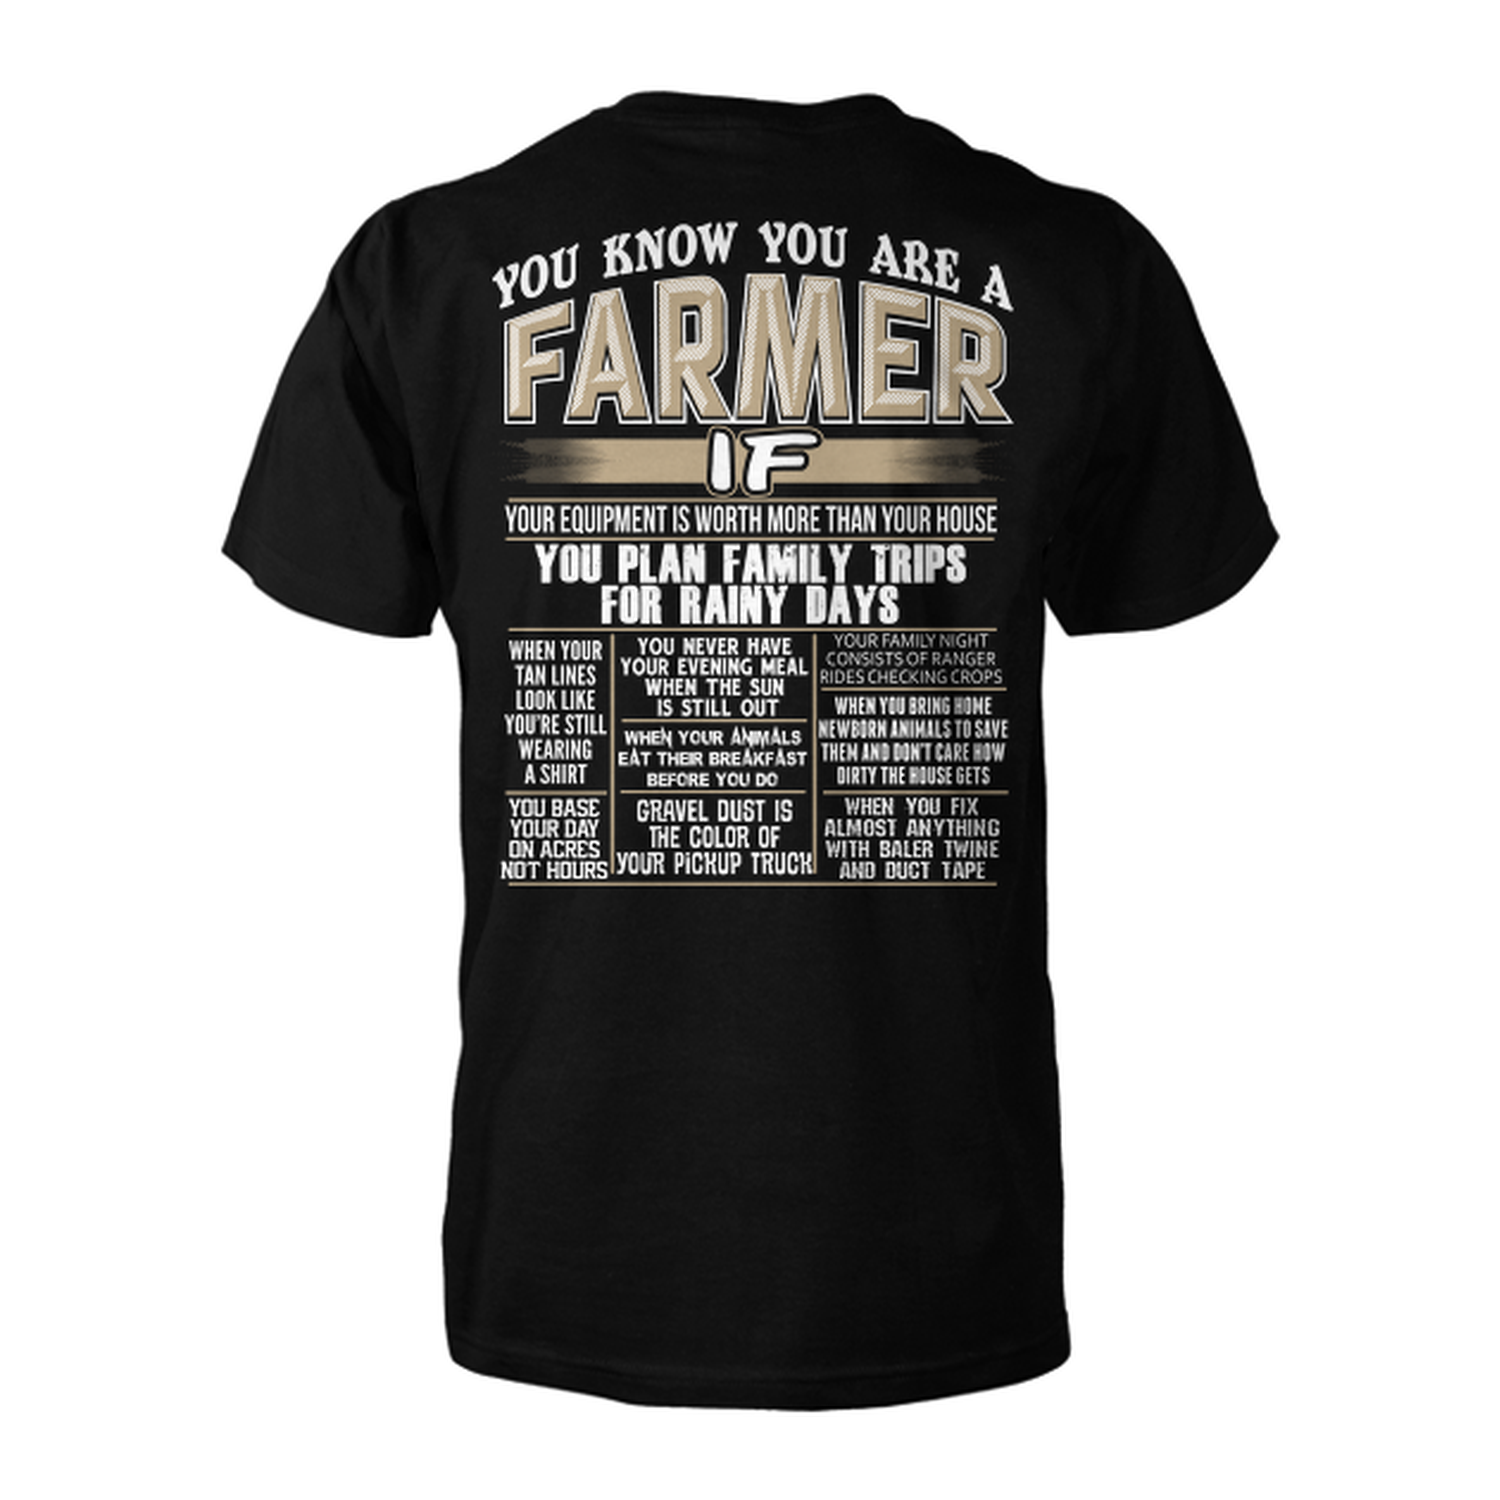 YOU KNOW YOU ARE A
FARMER
IF
YOUR EQUIPMENT IS WORTH MORE THAN YOUR HOUSE
YOU PLAN FAMILY TRIPS
FOR RAINY DAYS
WHEN YOUR
TAN LINES
LOOK LIKE
YOU'RE STILL
WEARING
A SHIRT
YOU BASE
YOUR DAY
ON ACRES
NOT HOURS
YOU NEVER HAVE
YOUR EVENING MEAL
WHEN THE SUN
IS STILL OUT
WHEN YOUR ANIMALS
EAT THEIR BREAKFAST
BEFORE YOU DO
GRAVEL DUST IS
THE COLOR OF
YOUR PICKUP TRUCK
YOUR FAMILY NIGHT
CONSISTS OF RANGER
RIDES CHECKING CROPS
WHEN YOU BRING HOME
NEWBORN ANIMALS TO SAVE
THEM AND DON'T CARE HOW
DIRTY THE HOUSE GETS
WHEN YOU FIX
ALMOST ANYTHING
WITH BALER TWINE
AND DUCT TAPE